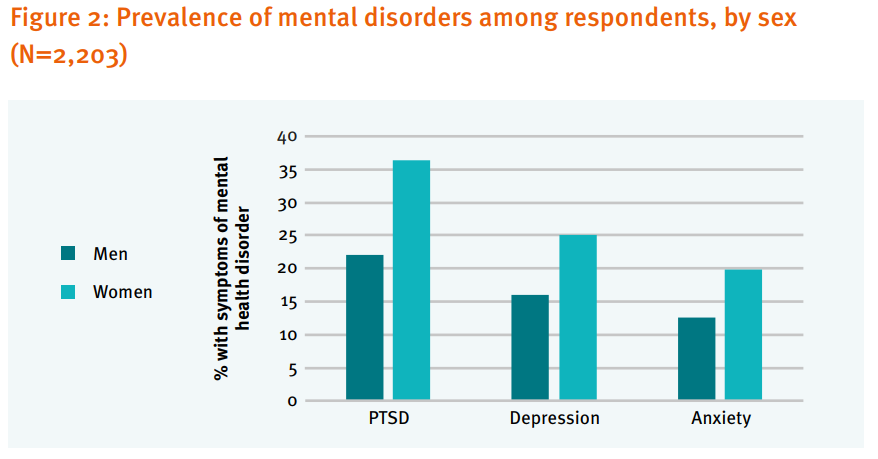 Figure 2: Prevalence of mental disorders among respondents, by sex
(N=2,203)
% with symptoms of mental
health disorder
40
35
30
25
20
15
10
5
0
Men
Women
PTSD
Depression
Anxiety